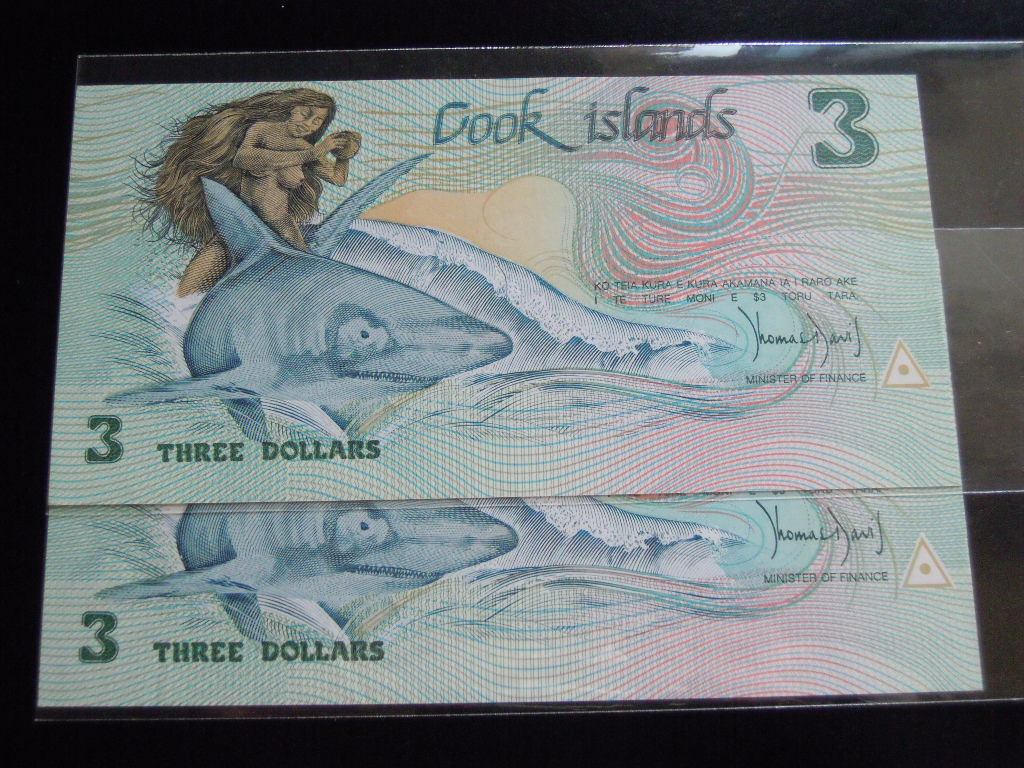 Cook islands
3
KO TEIA KURA E KURA AKAMANA IA I RARO AKE
I TE TURE MONI E $3 TORU TARA.
Thomas Davis
MINISTER OF FINANCE
3 THREE DOLLARS
Thomas Davis
MINISTER OF FINANCE
3 THREE DOLLARS